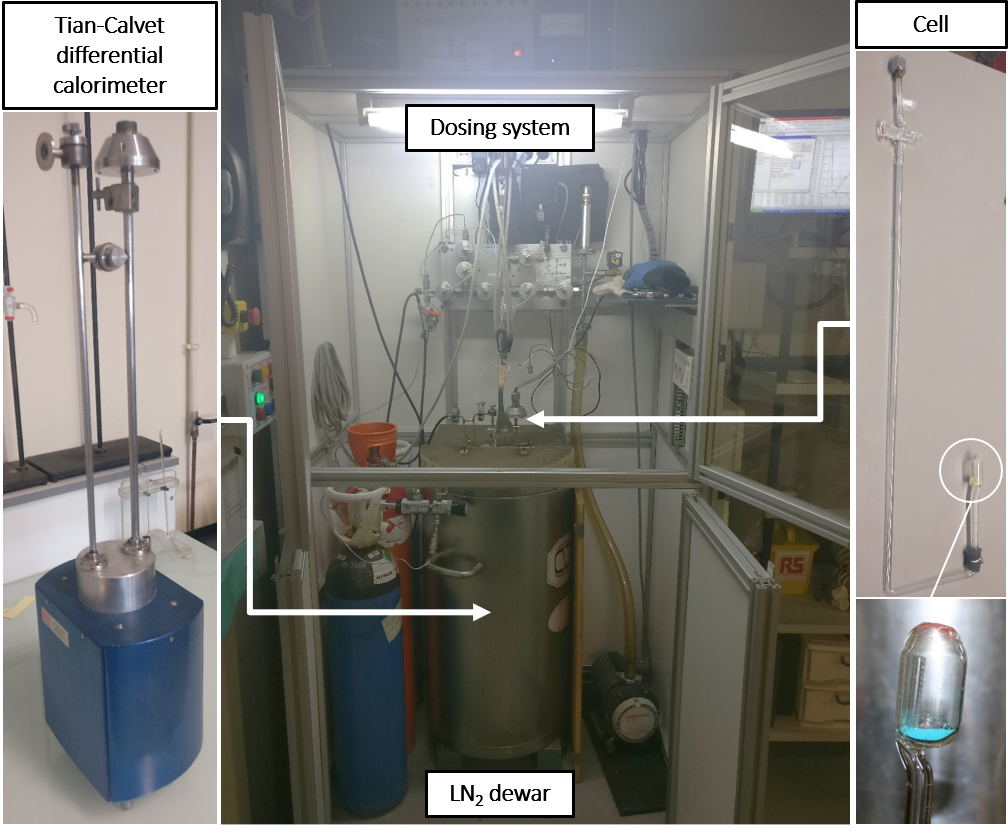 Tian-Calvet
differential
calorimeter
Dosing system
Cell
RS
LN₂ dewar